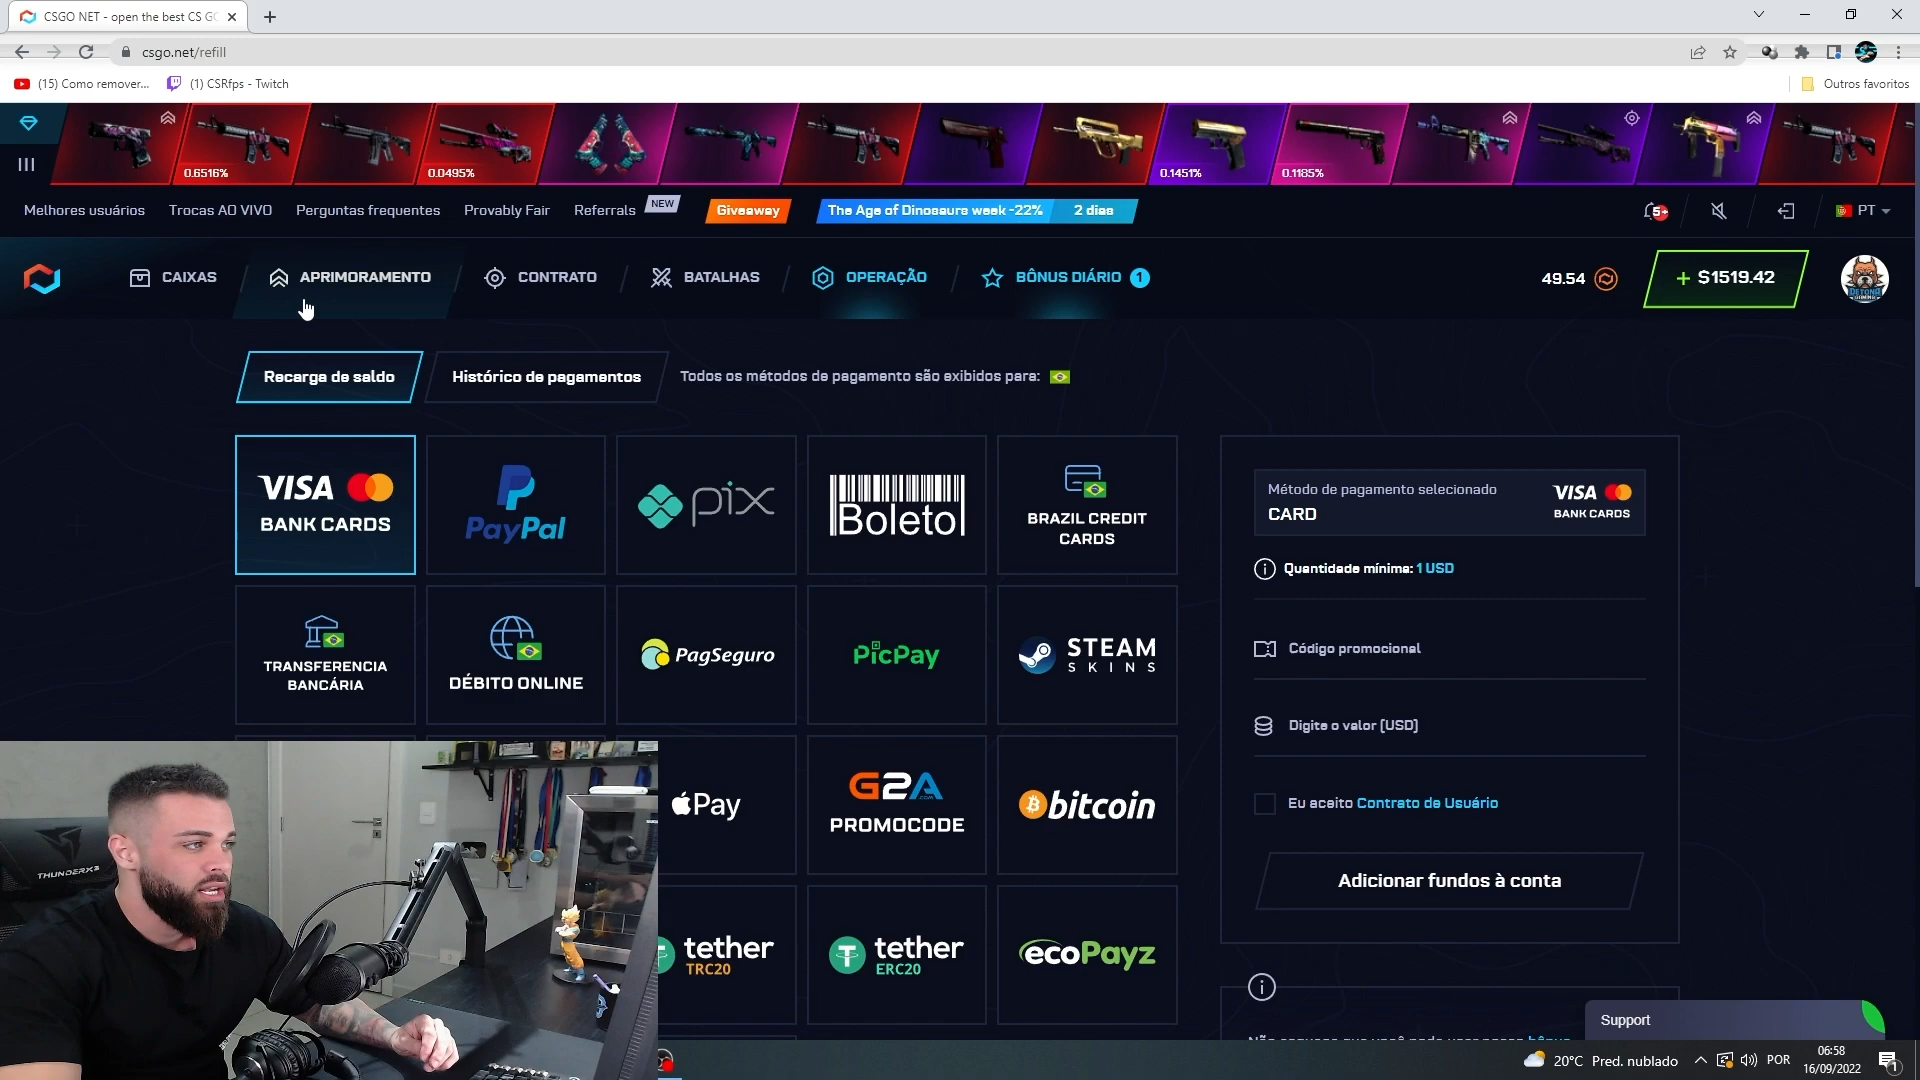 CSGO NET - open the best CS GO
csgo.net/refill
(15) Como remover...
(1) CSRfps - Twitch
Outros favoritos
0.6516%
0.0495%
0.1451%
0.1185%
Melhores usuários
Trocas AO VIVO
Perguntas frequentes
Provably Fair
Referrals
NEW
Giveaway
The Age of Dinosaurs week -22%
2 dias
5+
PT
CAIXAS
APRIMORAMENTO
CONTRATO
BATALHAS
OPERAÇÃO
BÔNUS DIÁRIO 1
49.54
+ $1519.42
Recarga de saldo
Histórico de pagamentos
Todos os métodos de pagamento são exibidos para:
VISA
BANK CARDS
PayPal
pix
Boleto
BRAZIL CREDIT
CARDS
TRANSFERENCIA
BANCÁRIA
DÉBITO ONLINE
PagSeguro
PicPay
STEAM
SKINS
Pay
G2A
.COM
PROMOCODE
bitcoin
tether
TRC20
tether
ERC20
ecoPayz
Método de pagamento selecionado
CARD
VISA
BANK CARDS
Quantidade mínima: 1 USD
Código promocional
Digite o valor (USD)
Eu aceito Contrato de Usuário
Adicionar fundos à conta
Support
THUNDERX3
20°C Pred. nublado
POR
06:58
16/09/2022
1